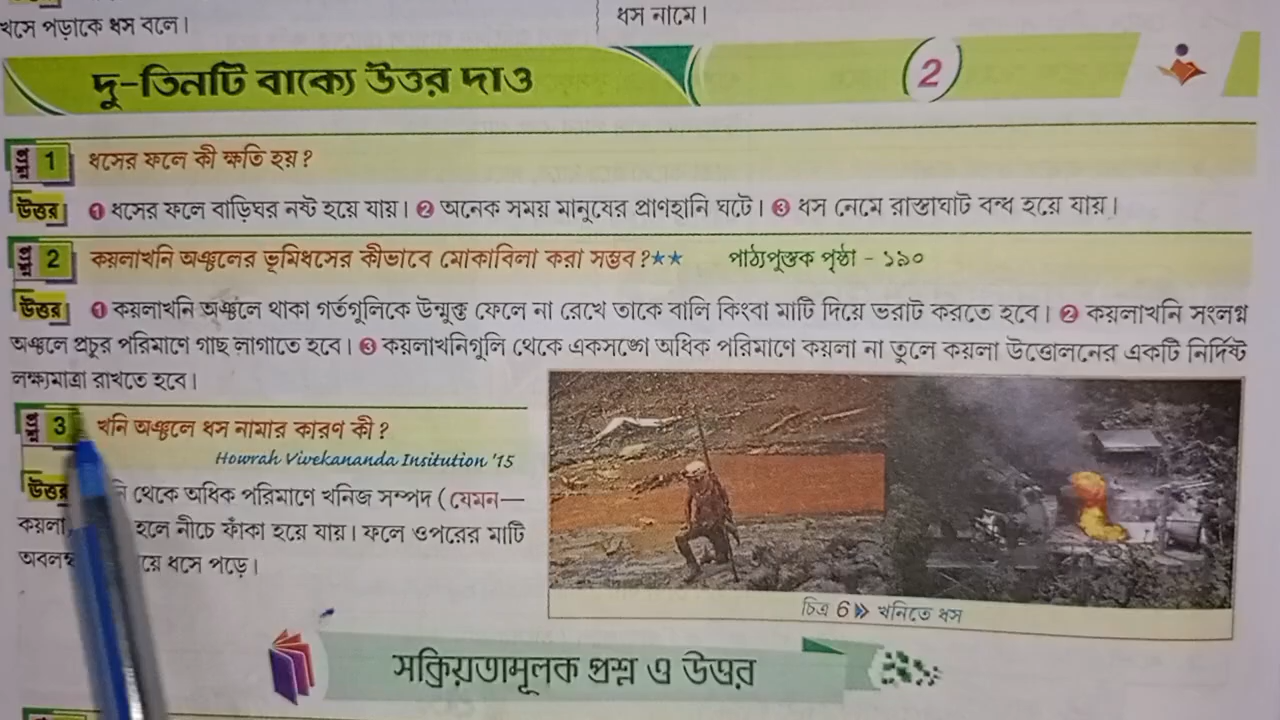 খসে পড়াকে ধস বলে।
ধস নামে।
দু-তিনটি বাক্যে উত্তর দাও
2
প্রশ্ন 1 ধসের ফলে কী ক্ষতি হয়?
উত্তর ❶ ধসের ফলে বাড়িঘর নষ্ট হয়ে যায়। ❷ অনেক সময় মানুষের প্রাণহানি ঘটে। ❸ ধস নেমে রাস্তাঘাট বন্ধ হয়ে যায়।
প্রশ্ন 2 কয়লাখনি অঞ্চলের ভূমিধসের কীভাবে মোকাবিলা করা সম্ভব?★★ পাঠ্যপুস্তক পৃষ্ঠা - ১৯০
উত্তর ❶ কয়লাখনি অঞ্চলে থাকা গর্তগুলিকে উন্মুক্ত ফেলে না রেখে তাকে বালি কিংবা মাটি দিয়ে ভরাট করতে হবে। ❷ কয়লাখনি সংলগ্ন
অঞ্চলে প্রচুর পরিমাণে গাছ লাগাতে হবে। ❸ কয়লাখনিগুলি থেকে একসঙ্গে অধিক পরিমাণে কয়লা না তুলে কয়লা উত্তোলনের একটি নির্দিষ্ট
লক্ষ্যমাত্রা রাখতে হবে।
প্রশ্ন 3 খনি অঞ্চলে ধস নামার কারণ কী?
Howrah Vivekananda Insitution '15
উত্তর থেকে অধিক পরিমাণে খনিজ সম্পদ (যেমন—
কয়লা, হলে নীচে ফাঁকা হয়ে যায়। ফলে ওপরের মাটি
ধসে পড়ে।
চিত্র 6 খনিতে ধস
সক্রিয়তামূলক প্রশ্ন ও উত্তর